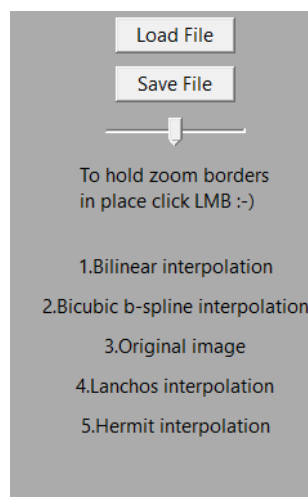 Load File
Save File
To hold zoom borders
in place click LMB :-)
1.Bilinear interpolation
2.Bicubic b-spline interpolation
3.Original image
4.Lanchos interpolation
5.Hermit interpolation